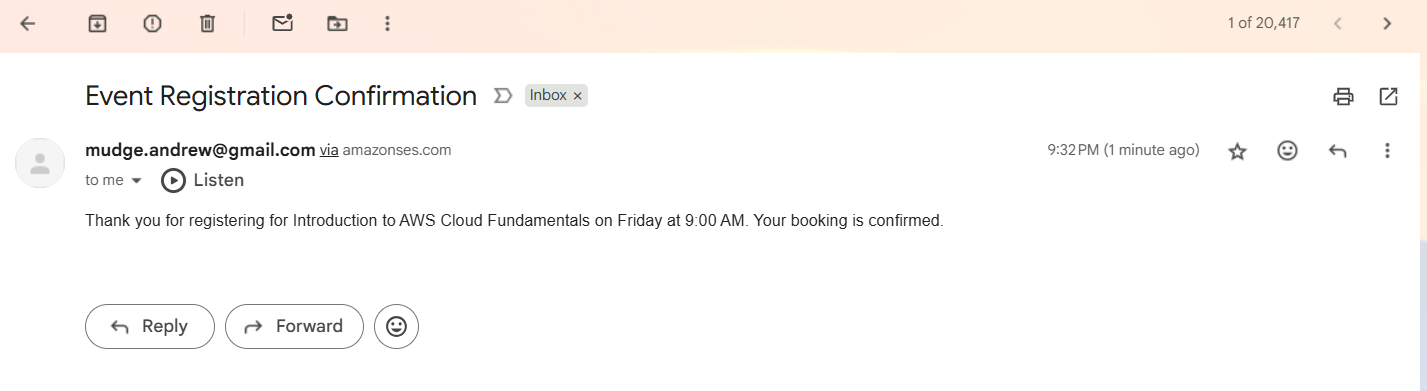 1 of 20,417
Event Registration Confirmation Inbox ×
mudge.andrew@gmail.com via amazonses.com 9:32 PM (1 minute ago)
to me Listen
Thank you for registering for Introduction to AWS Cloud Fundamentals on Friday at 9:00 AM. Your booking is confirmed.
Reply Forward